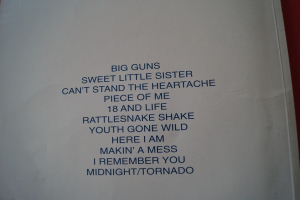 BIG GUNS
SWEET LITTLE SISTER
CAN'T STAND THE HEARTACHE
PIECE OF ME
18 AND LIFE
RATTLESNAKE SHAKE
YOUTH GONE WILD
HERE I AM
MAKIN' A MESS
I REMEMBER YOU
MIDNIGHT/TORNADO